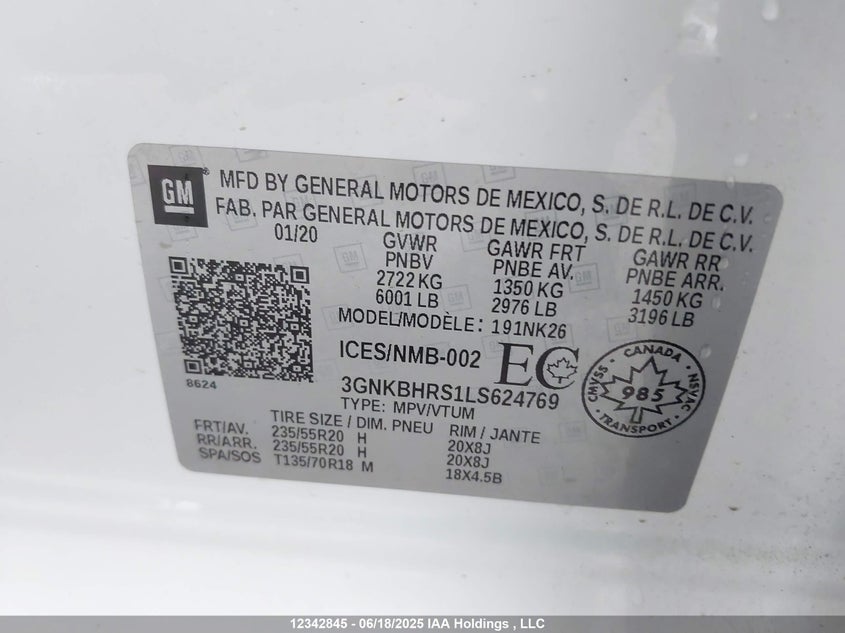 GM
MFD BY GENERAL MOTORS DE MEXICO, S. DE R.L. DE C.V.
FAB. PAR GENERAL MOTORS DE MEXICO, S. DE R.L. DE C.V.
01/20 GVWR GAWR FRT GAWR RR
PNBV PNBE AV. PNBE ARR.
2722 KG 1350 KG 1450 KG
6001 LB 2976 LB 3196 LB
MODEL/MODÈLE: 191NK26
ICES/NMB-002 EC
8624
3GNKBHRS1LS624769
TYPE: MPV/VTUM
CANADA
CMVSS 985 NSVAC
TRANSPORT
TIRE SIZE / DIM. PNEU RIM / JANTE
FRT/AV. 235/55R20 H 20X8J
RR/ARR. 235/55R20 H 20X8J
SPA/SOS T135/70R18 M 18X4.5B
12342845 - 06/18/2025 IAA Holdings , LLC